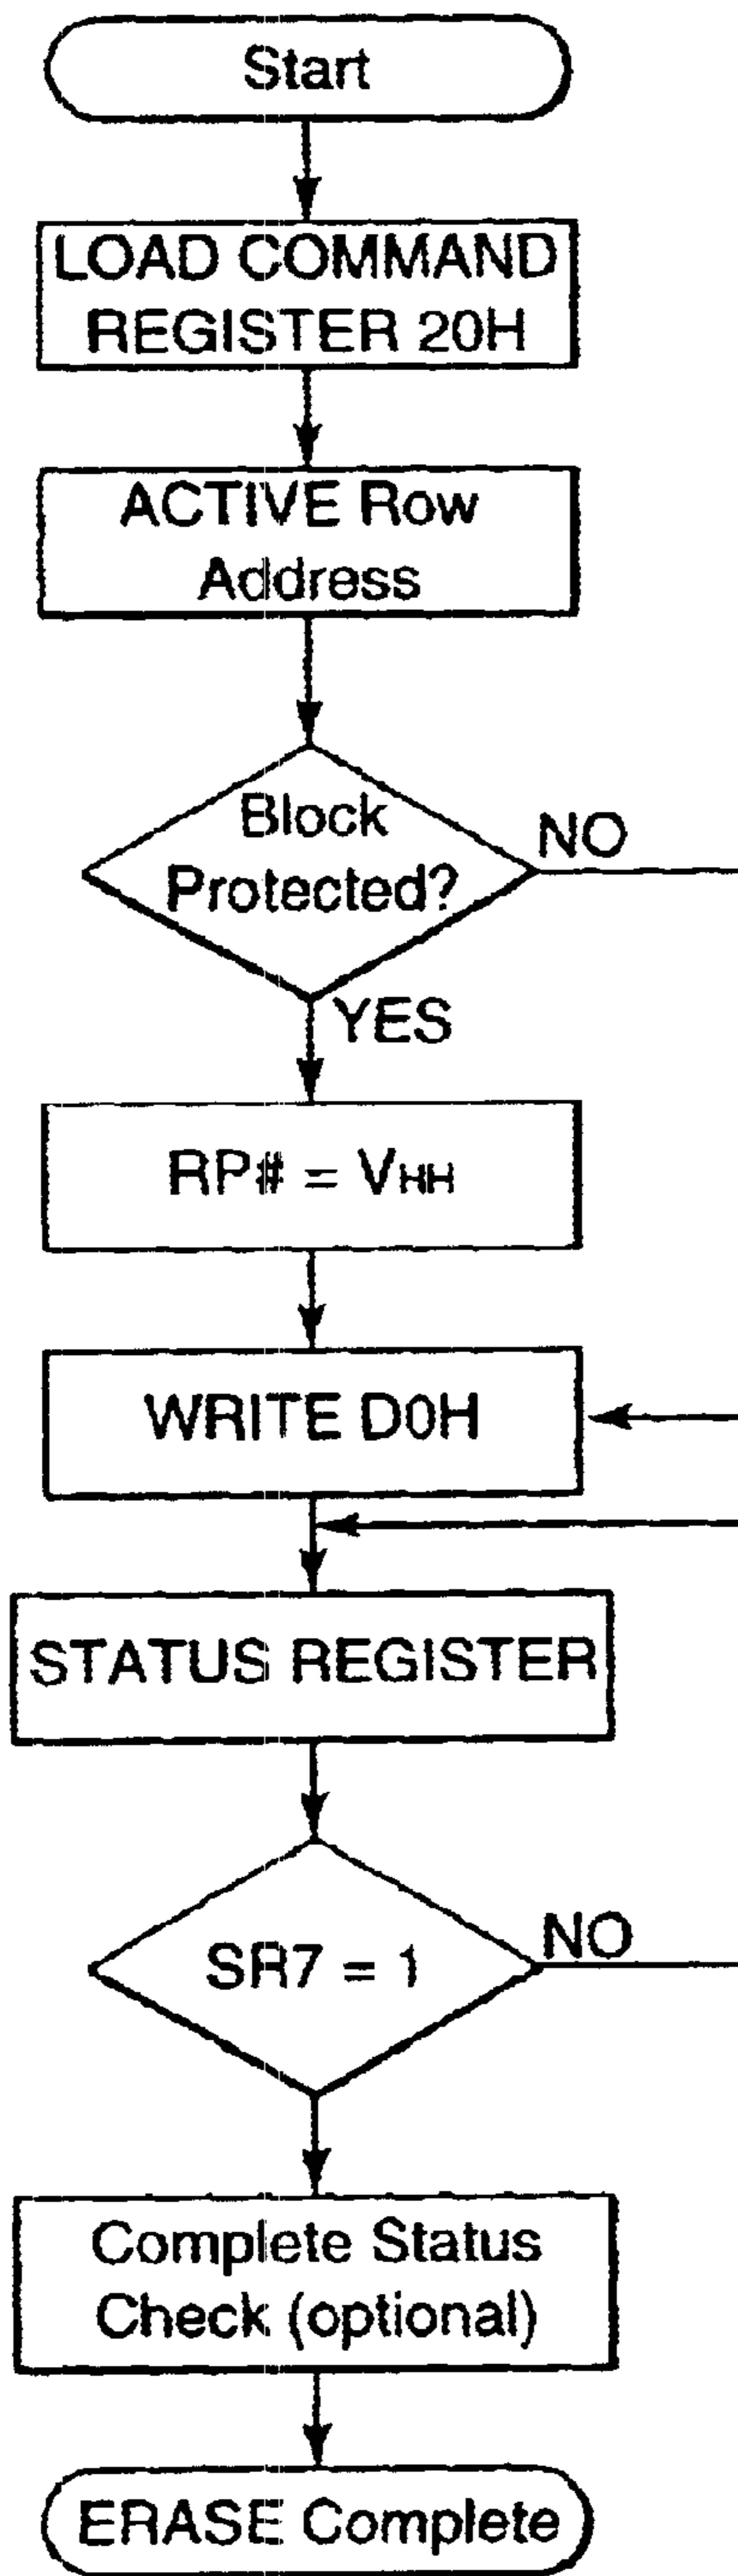 Start
LOAD COMMAND
REGISTER 20H
ACTIVE Row
Address
Block
Protected?
NO
YES
RP# = VHH
WRITE D0H
STATUS REGISTER
SR7 = 1
NO
Complete Status
Check (optional)
ERASE Complete